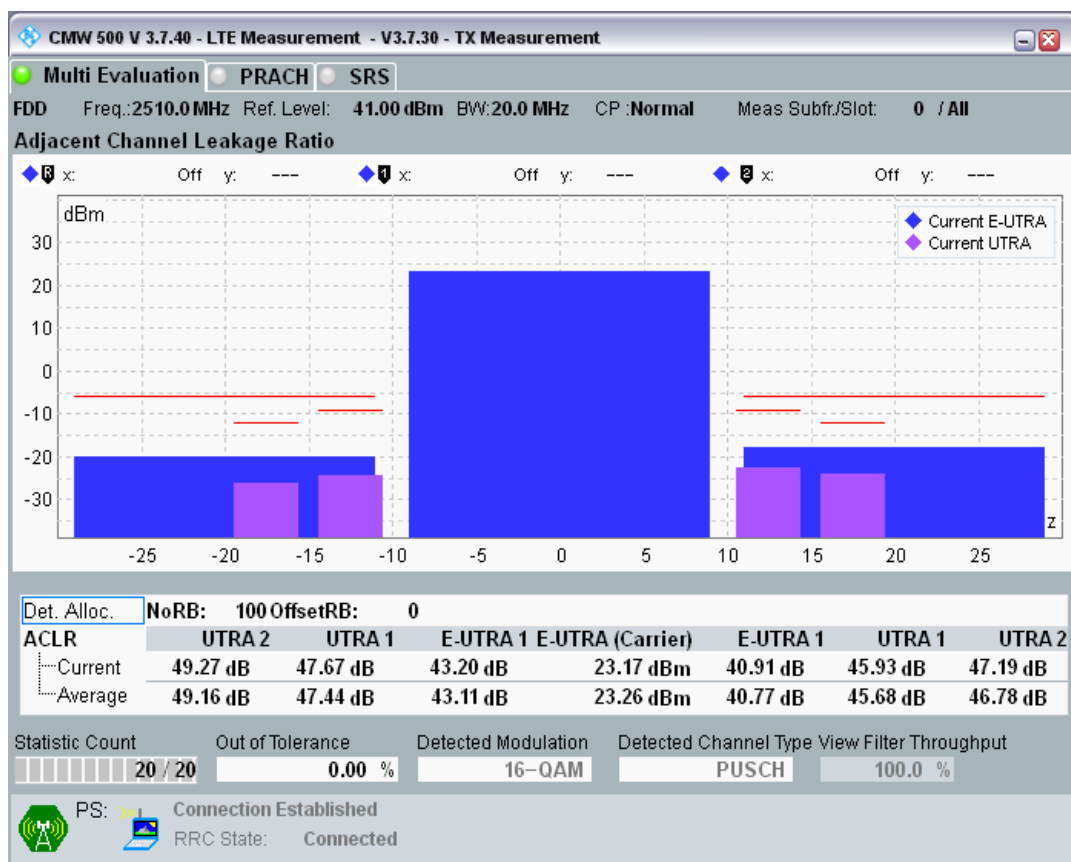 CMW 500 V 3.7.40 - LTE Measurement - V3.7.30 - TX Measurement
Multi Evaluation PRACH SRS
FDD Freq.:2510.0 MHz Ref. Level: 41.00 dBm BW:20.0 MHz CP :Normal Meas Subfr./Slot: 0 / All
Adjacent Channel Leakage Ratio
R x: Off y: --- 1 x: Off y: --- 2 x: Off y: ---
dBm
Current E-UTRA
Current UTRA
30
20
10
0
-10
-20
-30
z
-25 -20 -15 -10 -5 0 5 10 15 20 25
Det. Alloc. NoRB: 100 OffsetRB: 0
ACLR UTRA 2 UTRA 1 E-UTRA 1 E-UTRA (Carrier) E-UTRA 1 UTRA 1 UTRA 2
Current 49.27 dB 47.67 dB 43.20 dB 23.17 dBm 40.91 dB 45.93 dB 47.19 dB
Average 49.16 dB 47.44 dB 43.11 dB 23.26 dBm 40.77 dB 45.68 dB 46.78 dB
Statistic Count Out of Tolerance Detected Modulation Detected Channel Type View Filter Throughput
20 / 20 0.00 % 16-QAM PUSCH 100.0 %
PS: Connection Established
RRC State: Connected